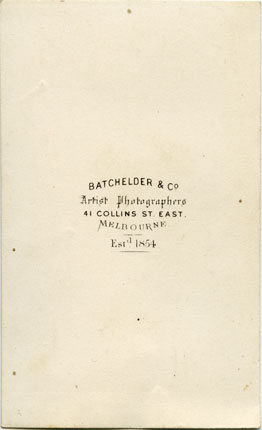 BATCHELDER & Co
Artist Photographers
41 COLLINS ST. EAST.
MELBOURNE.
Estd 1854